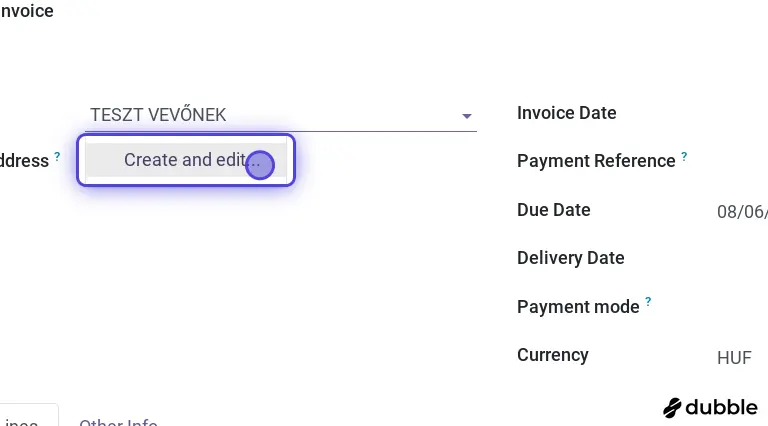 nvoice
TESZT VEVŐNEK
ddress ?
Create and edit...
Invoice Date
Payment Reference ?
Due Date
08/06/
Delivery Date
Payment mode ?
Currency
HUF
Other Info
dubble